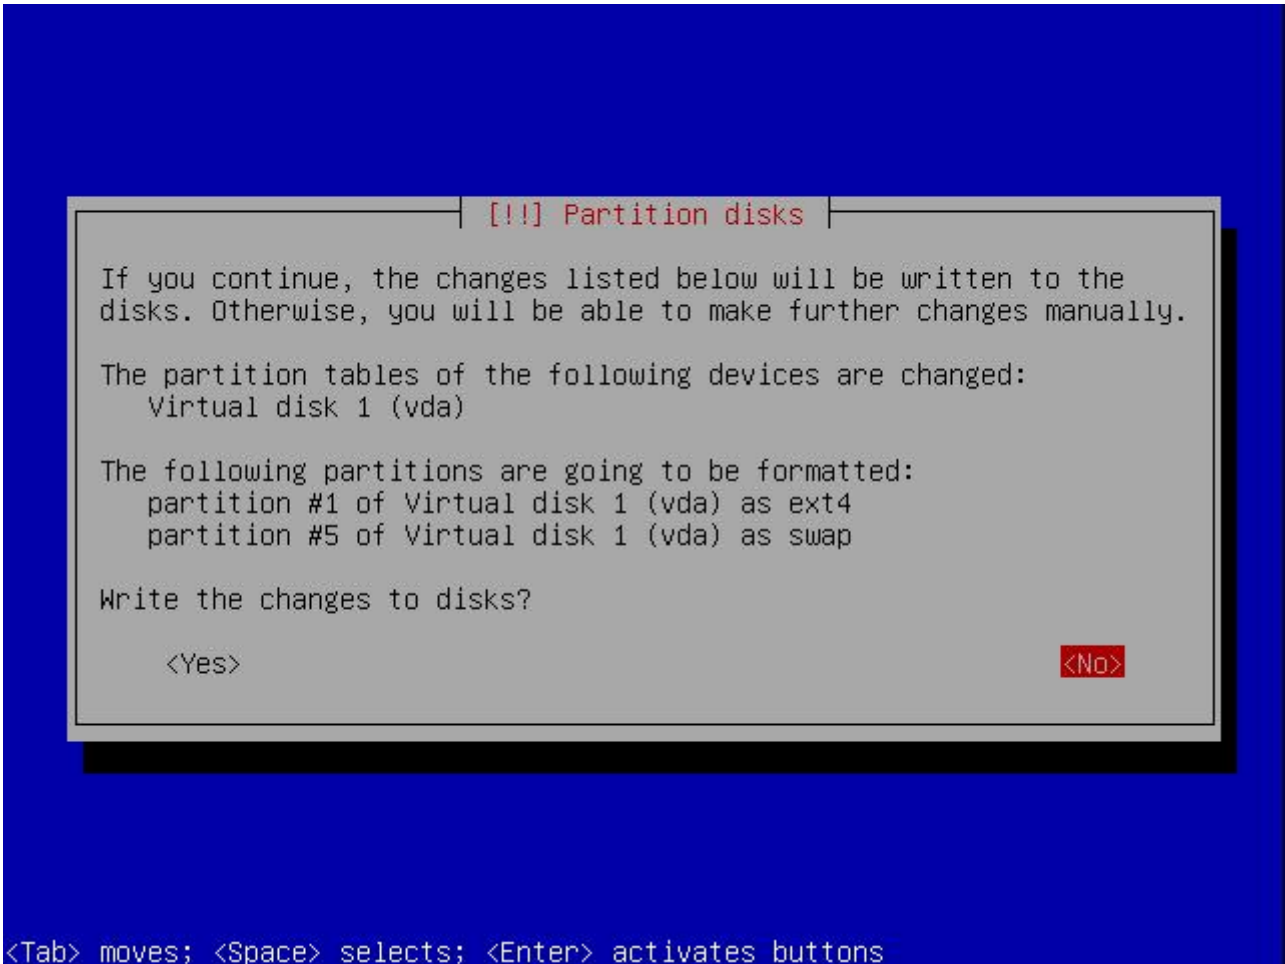 [!!] Partition disks
If you continue, the changes listed below will be written to the
disks. Otherwise, you will be able to make further changes manually.
The partition tables of the following devices are changed:
Virtual disk 1 (vda)
The following partitions are going to be formatted:
partition #1 of Virtual disk 1 (vda) as ext4
partition #5 of Virtual disk 1 (vda) as swap
Write the changes to disks?
<Yes> <No>
<Tab> moves; <Space> selects; <Enter> activates buttons